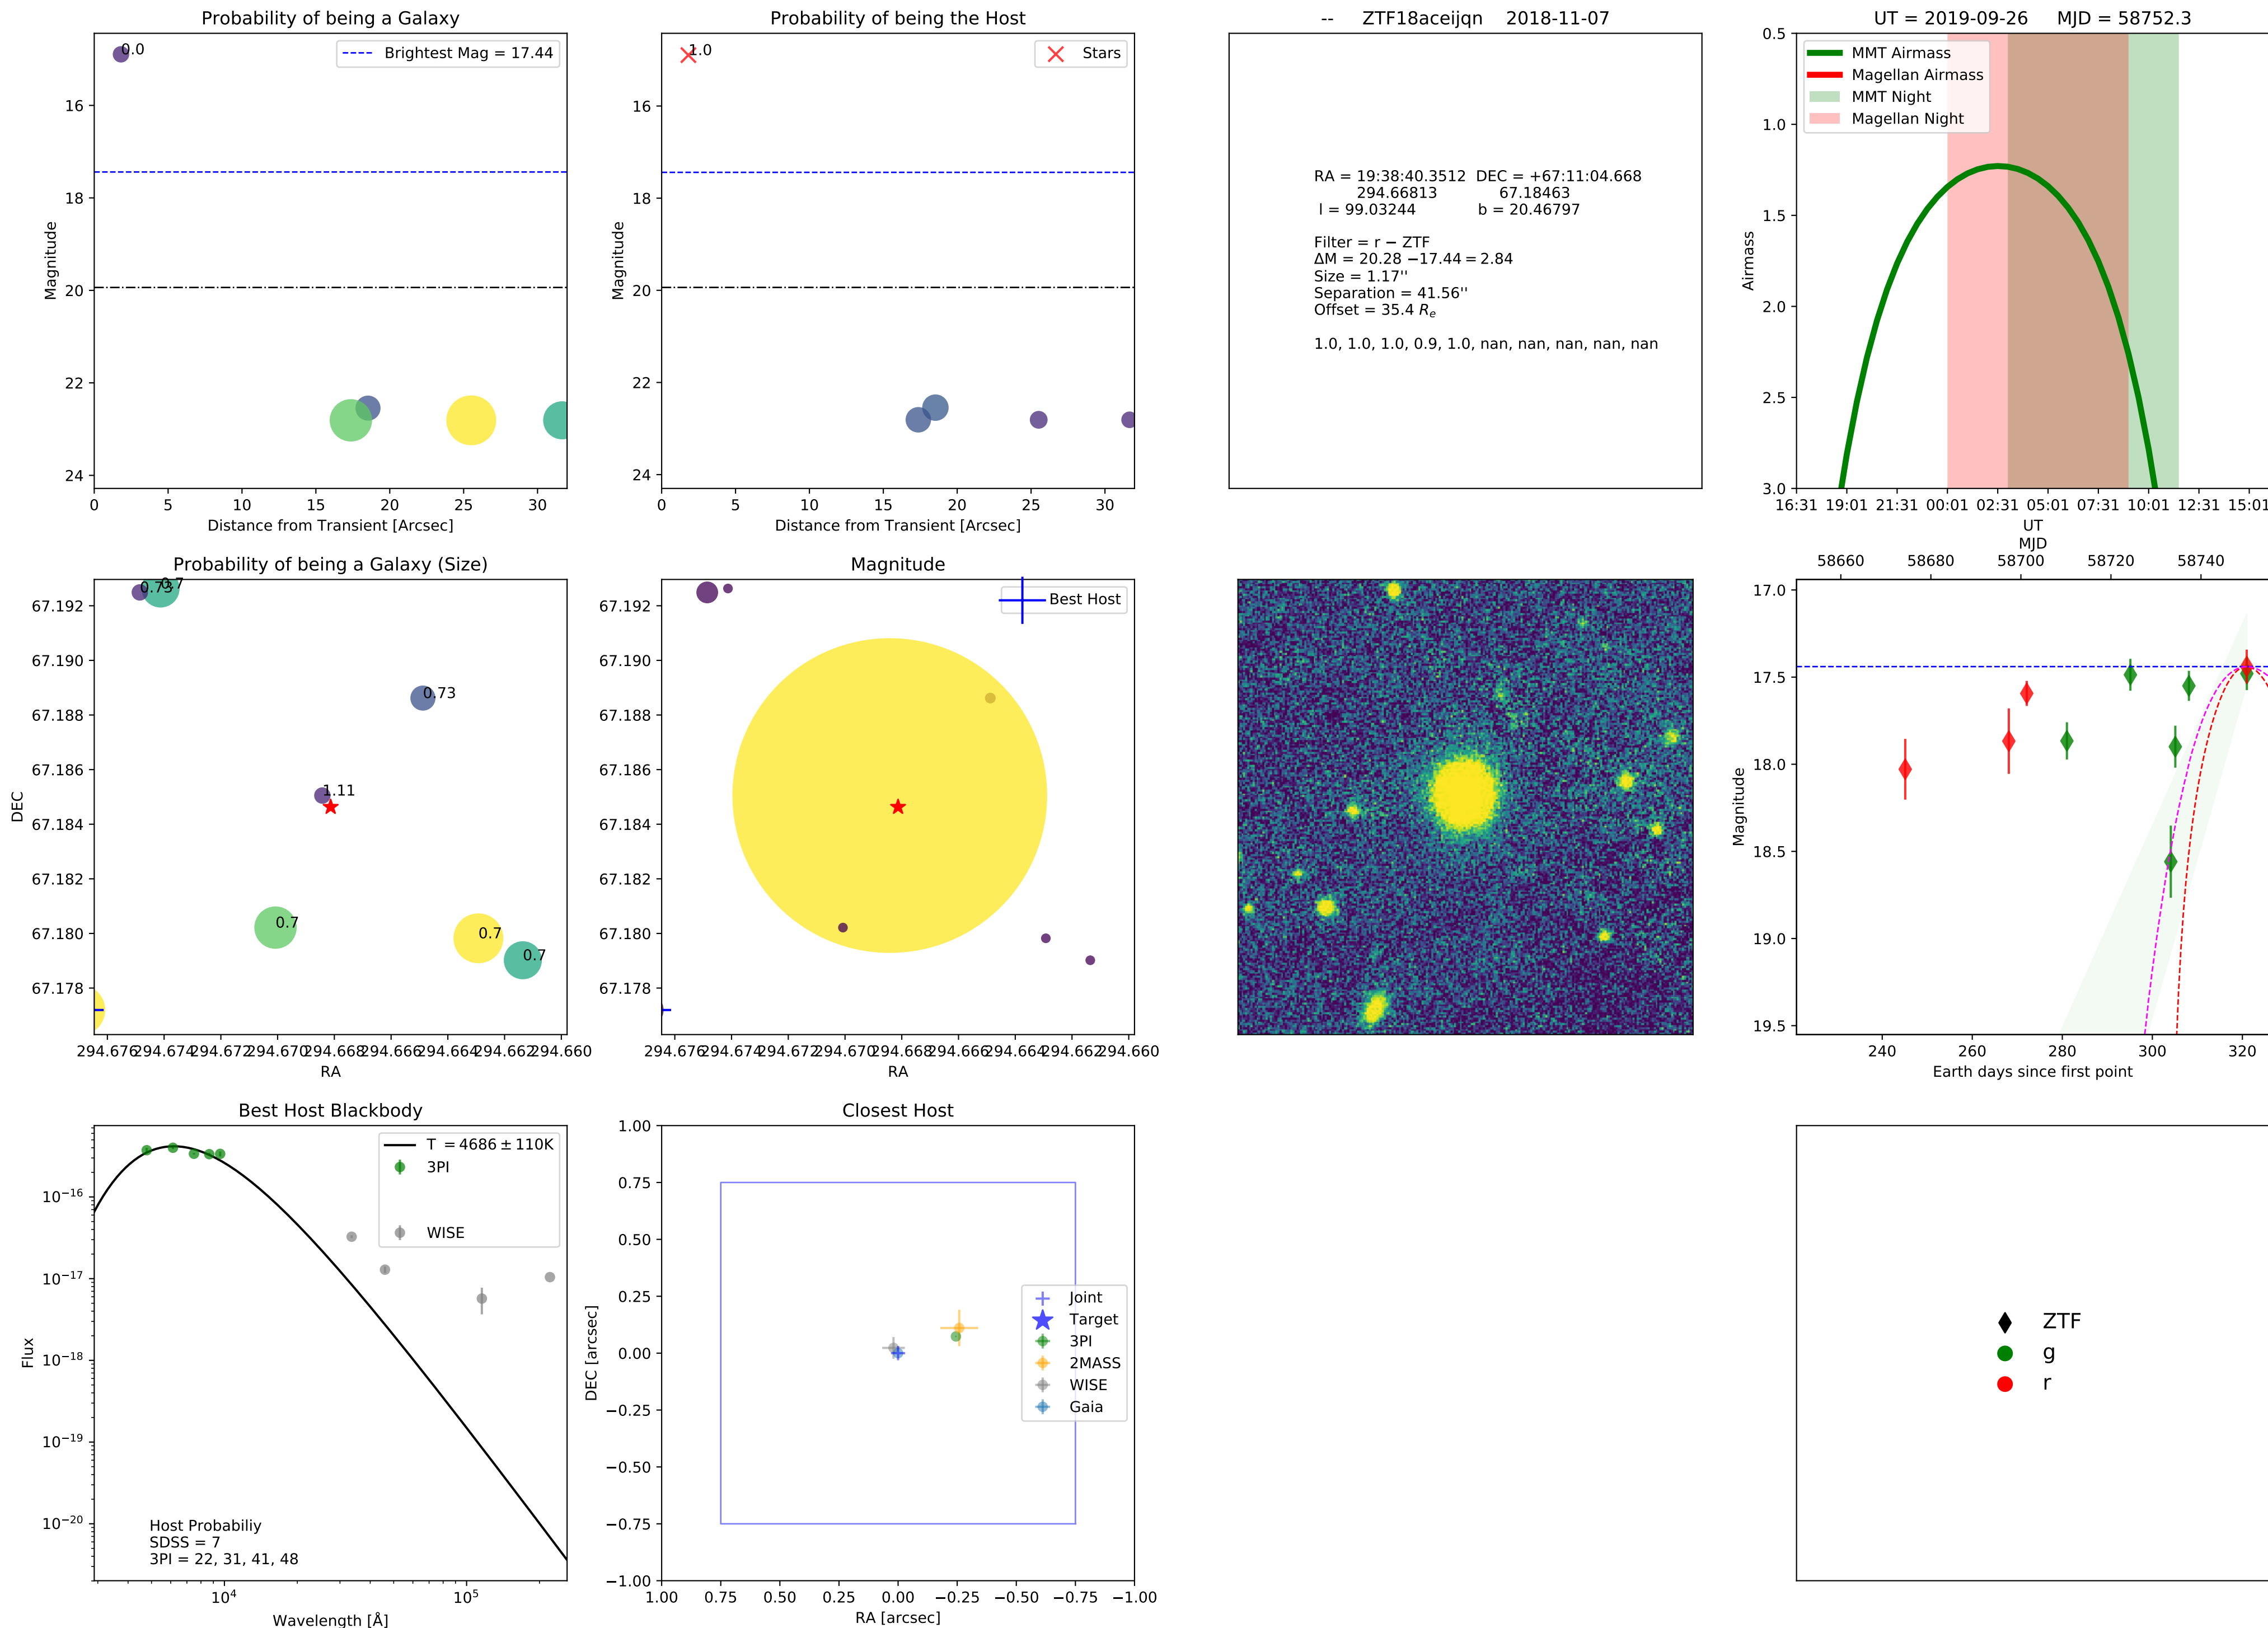 Probability of being a Galaxy
0.0
Brightest Mag = 17.44
16
18
20
22
24
Magnitude
0 5 10 15 20 25 30
Distance from Transient [Arcsec]
Probability of being the Host
1.0
Stars
16
18
20
22
24
Magnitude
0 5 10 15 20 25 30
Distance from Transient [Arcsec]
-- ZTF18aceijqn 2018-11-07
RA = 19:38:40.3512 DEC = +67:11:04.668
294.66813 67.18463
l = 99.03244 b = 20.46797
Filter = r − ZTF
ΔM = 20.28 −17.44 = 2.84
Size = 1.17''
Separation = 41.56''
Offset = 35.4 Re
1.0, 1.0, 1.0, 0.9, 1.0, nan, nan, nan, nan, nan
UT = 2019-09-26 MJD = 58752.3
MMT Airmass
Magellan Airmass
MMT Night
Magellan Night
0.5
1.0
1.5
2.0
2.5
3.0
Airmass
16:31 19:01 21:31 00:01 02:31 05:01 07:31 10:01 12:31 15:01
UT
Probability of being a Galaxy (Size)
0.73
0.7
0.73
1.11
0.7
0.7
0.7
67.192
67.190
67.188
67.186
67.184
67.182
67.180
67.178
DEC
294.676 294.674 294.672 294.670 294.668 294.666 294.664 294.662 294.660
RA
Magnitude
Best Host
67.192
67.190
67.188
67.186
67.184
67.182
67.180
67.178
294.676 294.674 294.672 294.670 294.668 294.666 294.664 294.662 294.660
RA
MJD
58660 58680 58700 58720 58740
17.0
17.5
18.0
18.5
19.0
19.5
Magnitude
240 260 280 300 320
Earth days since first point
Best Host Blackbody
T = 4686 ± 110K
3PI
WISE
10−16
10−17
10−18
10−19
10−20
Flux
Host Probabiliy
SDSS = 7
3PI = 22, 31, 41, 48
104 105
Wavelength [Å]
Closest Host
1.00
0.75
0.50
0.25
0.00
−0.25
−0.50
−0.75
−1.00
DEC [arcsec]
Joint
Target
3PI
2MASS
WISE
Gaia
1.00 0.75 0.50 0.25 0.00 −0.25 −0.50 −0.75 −1.00
RA [arcsec]
ZTF
g
r